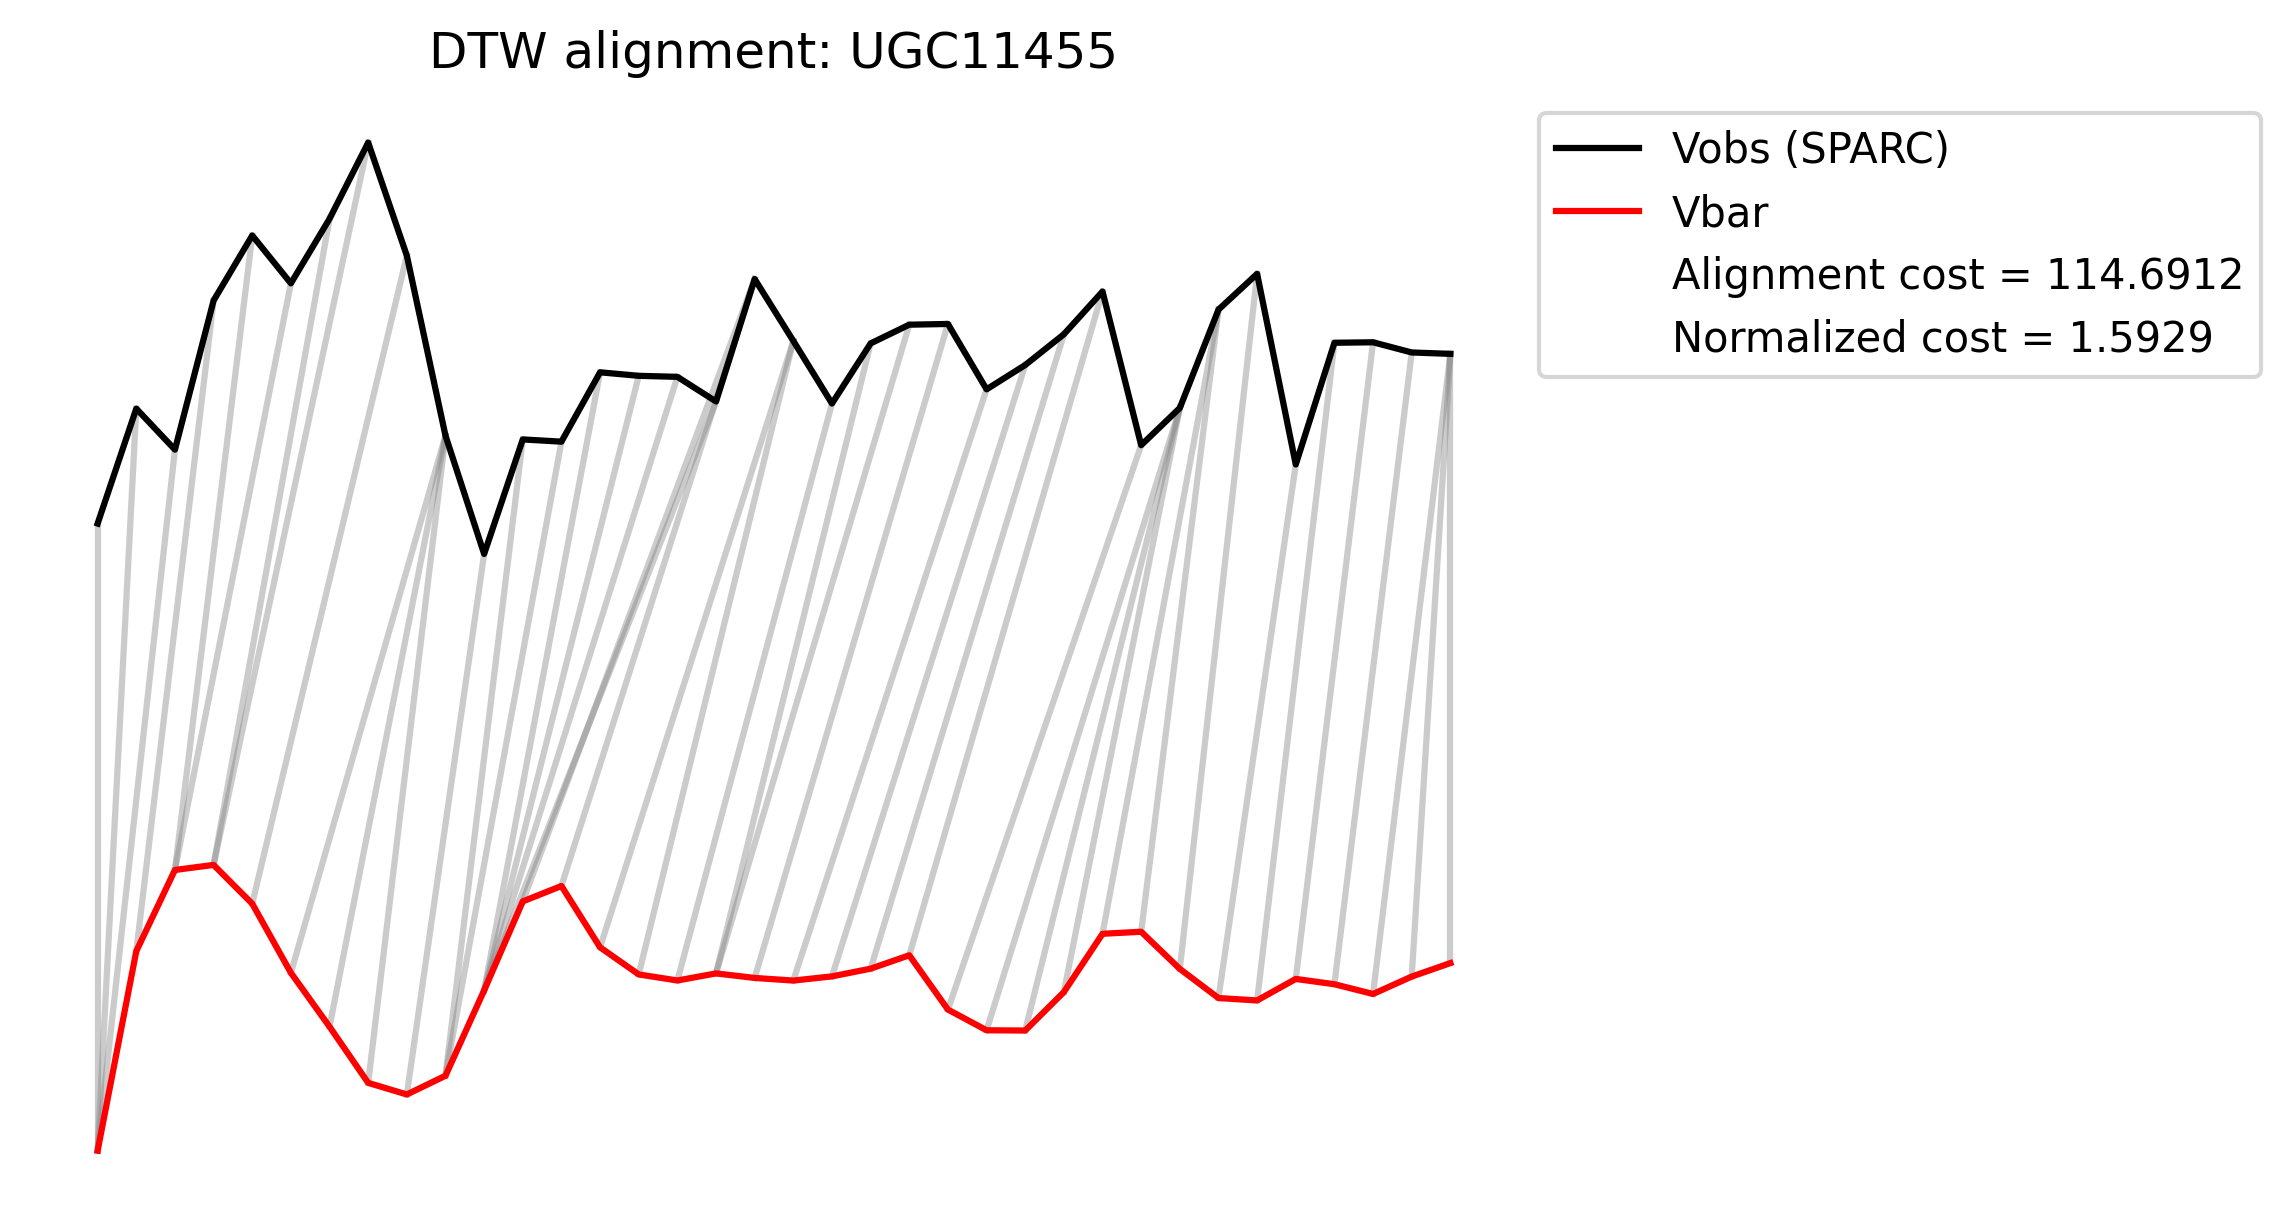 DTW alignment: UGC11455
Vobs (SPARC)
Vbar
Alignment cost = 114.6912
Normalized cost = 1.5929